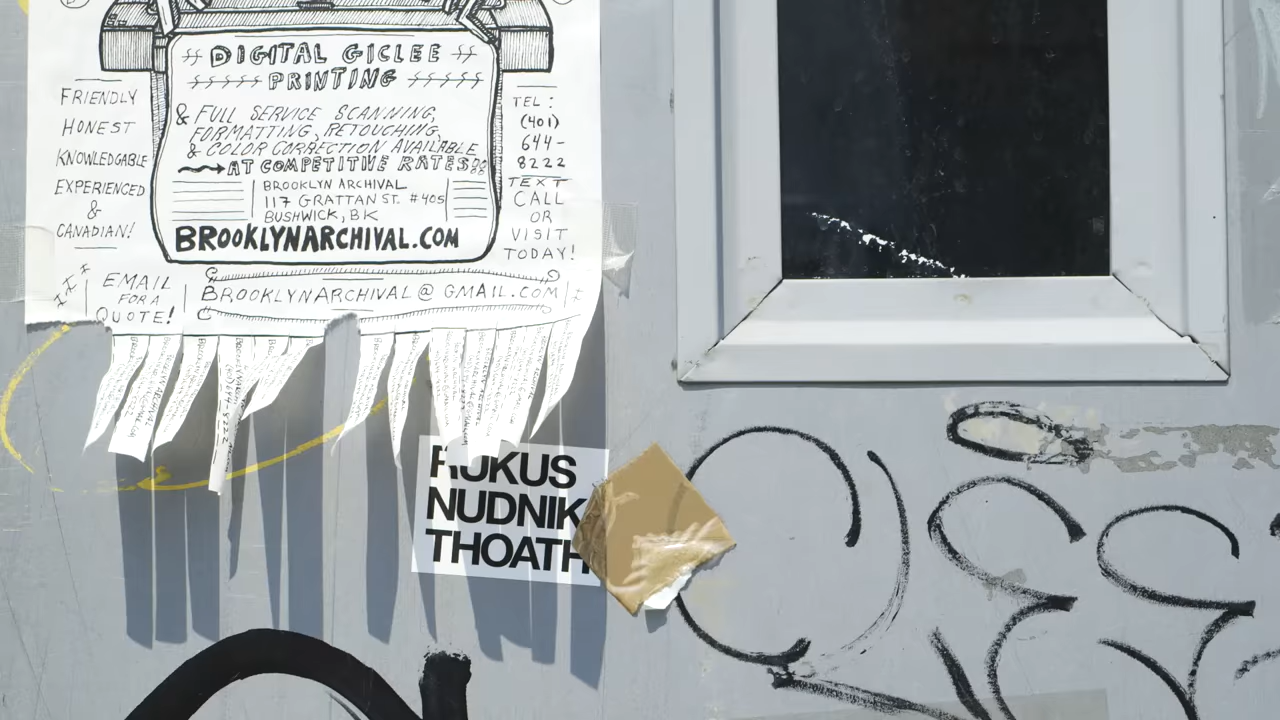 DIGITAL GICLEE
PRINTING
& FULL SERVICE SCANNING,
FORMATTING, RETOUCHING,
& COLOR CORRECTION AVAILABLE
AT COMPETITIVE RATES!!
BROOKLYN ARCHIVAL
117 GRATTAN ST. #405
BUSHWICK, BK
BROOKLYNARCHIVAL.COM
FRIENDLY
HONEST
KNOWLEDGABLE
EXPERIENCED
&
CANADIAN!
TEL:
(401)
644-
8222
TEXT
CALL
OR
VISIT
TODAY!
EMAIL
FOR A
QUOTE!
BROOKLYNARCHIVAL@GMAIL.COM
RUKUS
NUDNIK
THOATH